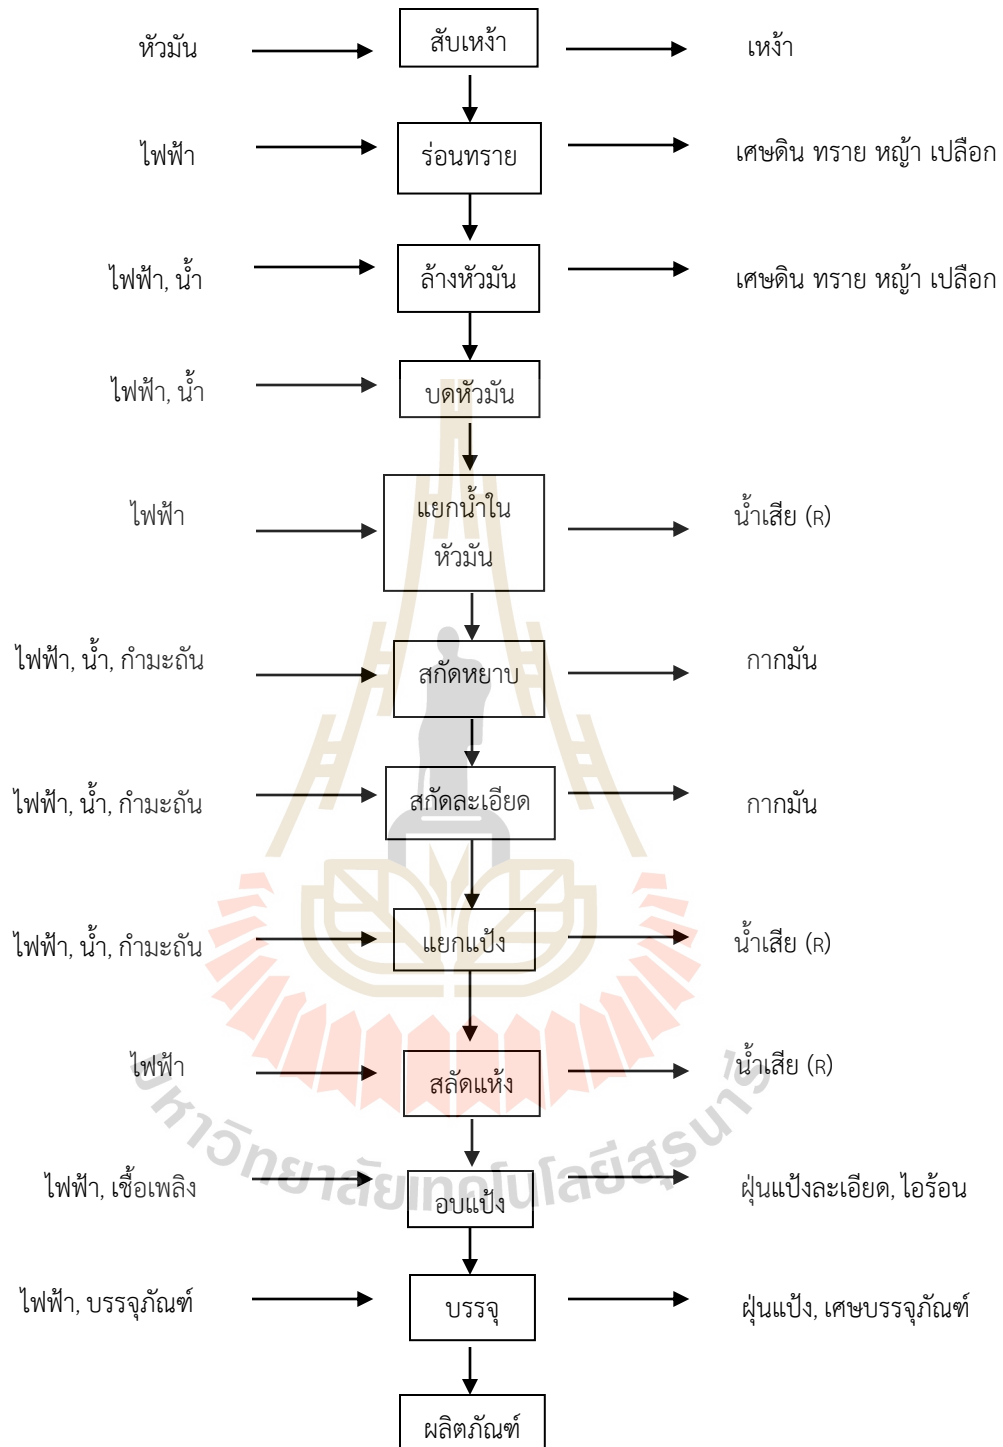 หัวมัน
สับเหง้า
เหง้า
ไฟฟ้า
ร่อนทราย
เศษดิน ทราย หญ้า เปลือก
ไฟฟ้า, น้ำ
ล้างหัวมัน
เศษดิน ทราย หญ้า เปลือก
ไฟฟ้า, น้ำ
บดหัวมัน
ไฟฟ้า
แยกน้ำใน
หัวมัน
น้ำเสีย (R)
ไฟฟ้า, น้ำ, กำมะถัน
สกัดหยาบ
กากมัน
ไฟฟ้า, น้ำ, กำมะถัน
สกัดละเอียด
กากมัน
ไฟฟ้า, น้ำ, กำมะถัน
แยกแป้ง
น้ำเสีย (R)
ไฟฟ้า
สลัดแห้ง
น้ำเสีย (R)
ไฟฟ้า, เชื้อเพลิง
อบแป้ง
ฝุ่นแป้งละเอียด, ไอร้อน
ไฟฟ้า, บรรจุภัณฑ์
บรรจุ
ฝุ่นแป้ง, เศษบรรจุภัณฑ์
ผลิตภัณฑ์
มหาวิทยาลัยเทคโนโลยีสุรนารี